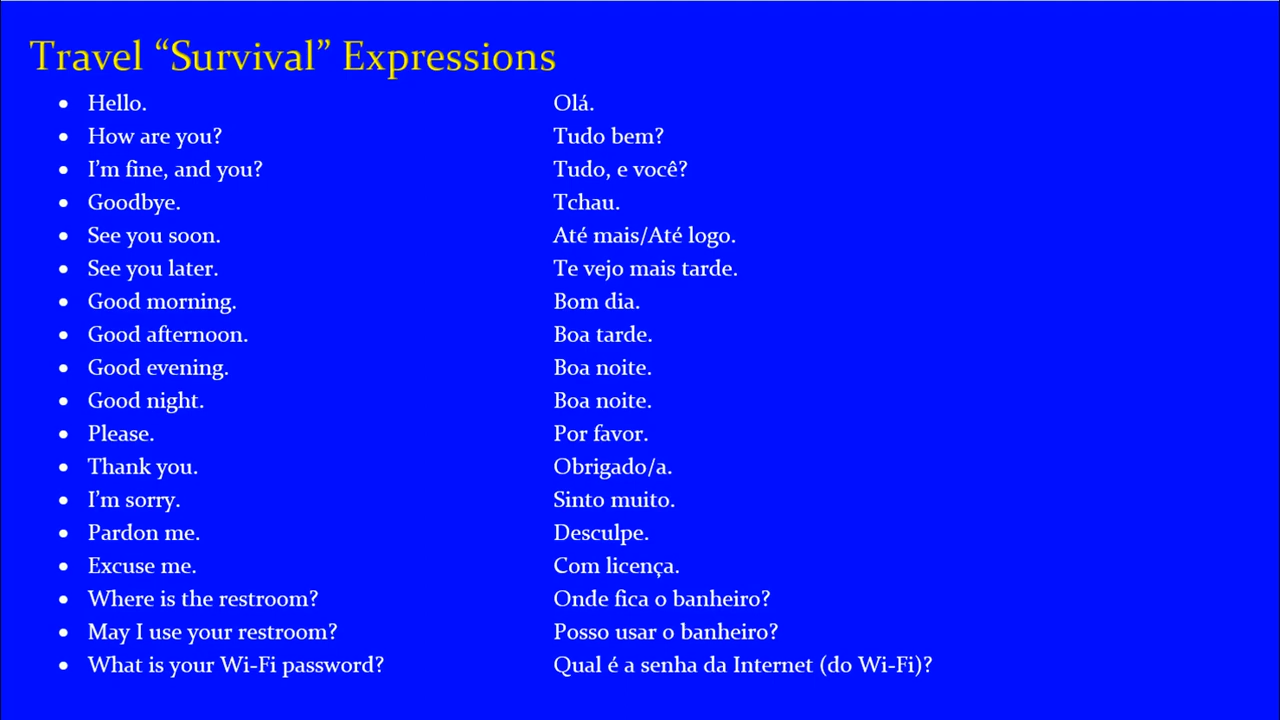 Travel “Survival” Expressions
• Hello. Olá.
• How are you? Tudo bem?
• I’m fine, and you? Tudo, e você?
• Goodbye. Tchau.
• See you soon. Até mais/Até logo.
• See you later. Te vejo mais tarde.
• Good morning. Bom dia.
• Good afternoon. Boa tarde.
• Good evening. Boa noite.
• Good night. Boa noite.
• Please. Por favor.
• Thank you. Obrigado/a.
• I’m sorry. Sinto muito.
• Pardon me. Desculpe.
• Excuse me. Com licença.
• Where is the restroom? Onde fica o banheiro?
• May I use your restroom? Posso usar o banheiro?
• What is your Wi-Fi password? Qual é a senha da Internet (do Wi-Fi)?